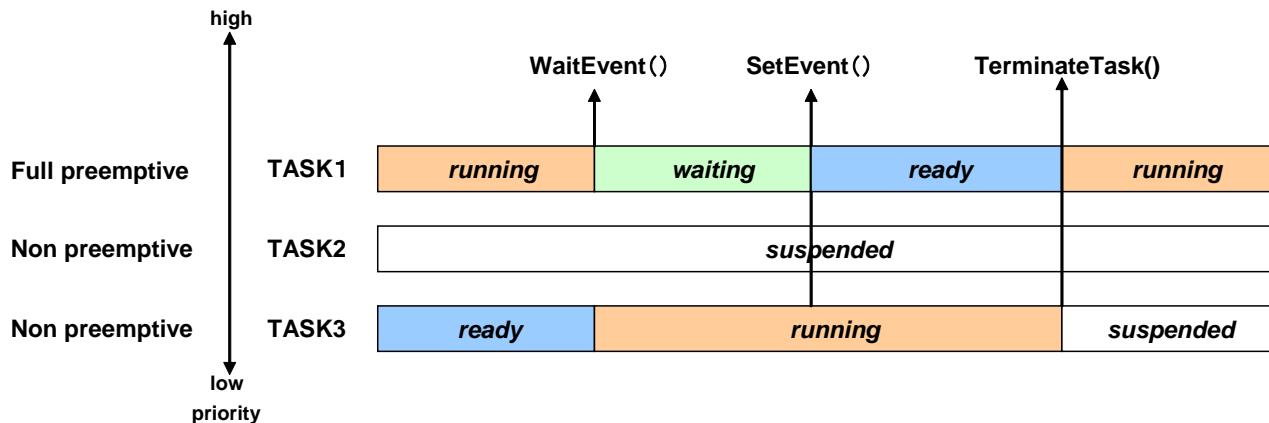 high
WaitEvent() SetEvent() TerminateTask()
Full preemptive TASK1 running waiting ready running
Non preemptive TASK2 suspended
Non preemptive TASK3 ready running suspended
low
priority